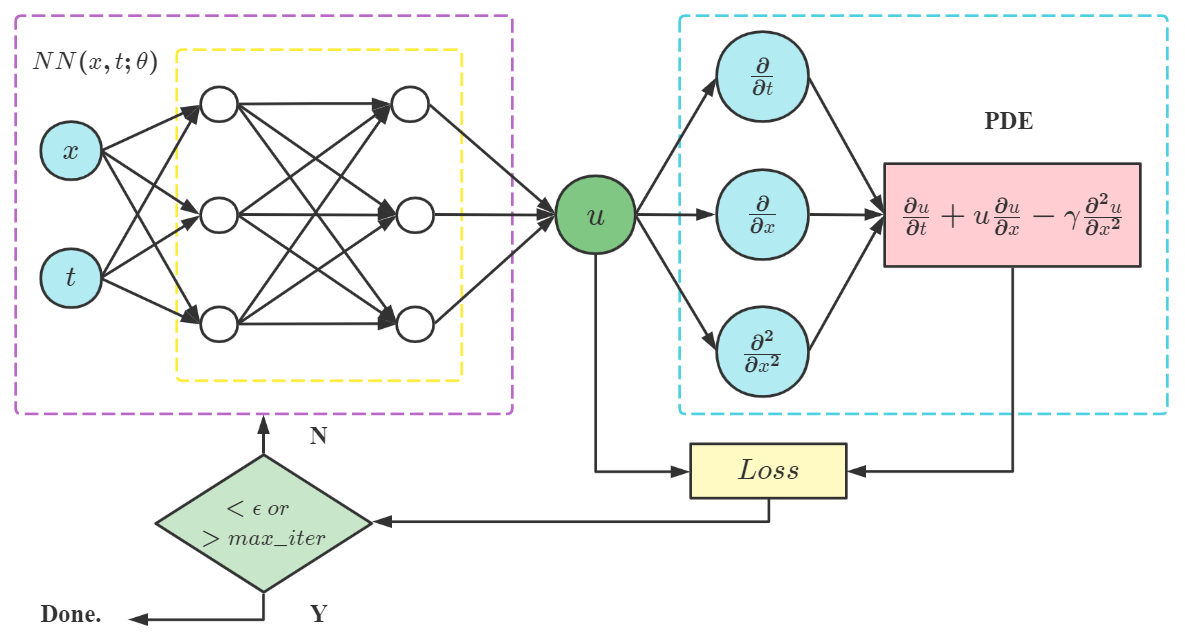 NN(x, t; θ)
x
t
u
∂/∂t
∂/∂x
∂²/∂x²
PDE
∂u/∂t + u ∂u/∂x − γ ∂²u/∂x²
Loss
N
< ϵ or
> max_iter
Y
Done.